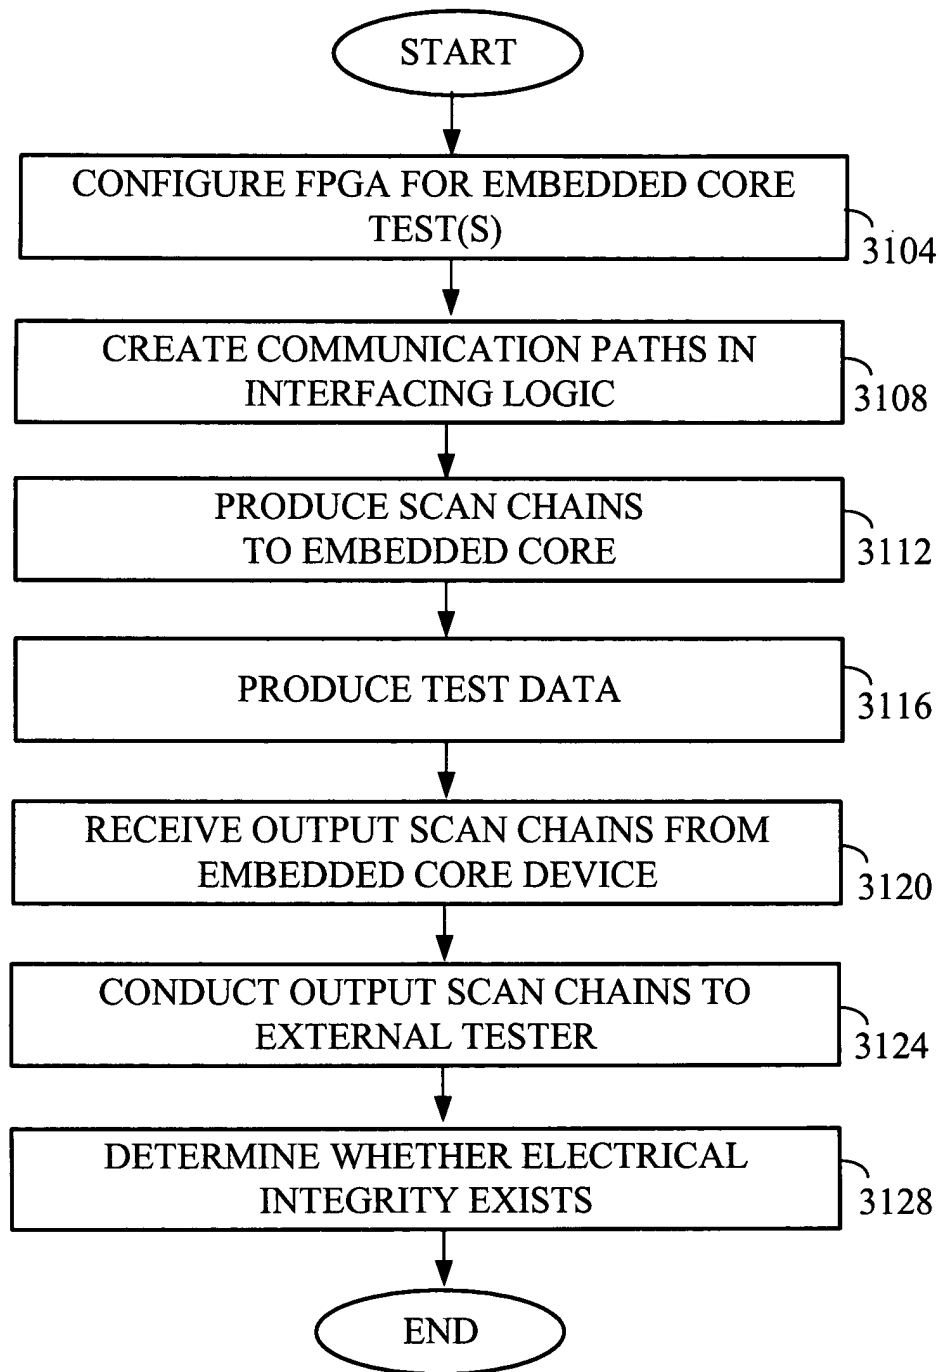 START
CONFIGURE FPGA FOR EMBEDDED CORE
TEST(S)
3104
CREATE COMMUNICATION PATHS IN
INTERFACING LOGIC
3108
PRODUCE SCAN CHAINS
TO EMBEDDED CORE
3112
PRODUCE TEST DATA
3116
RECEIVE OUTPUT SCAN CHAINS FROM
EMBEDDED CORE DEVICE
3120
CONDUCT OUTPUT SCAN CHAINS TO
EXTERNAL TESTER
3124
DETERMINE WHETHER ELECTRICAL
INTEGRITY EXISTS
3128
END